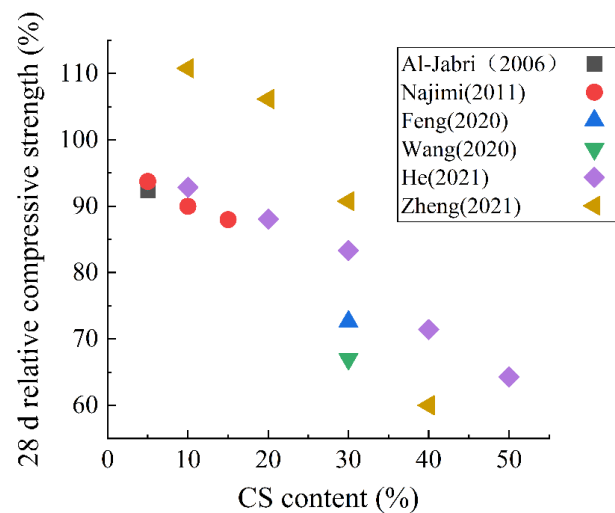 28 d relative compressive strength (%)
110
100
90
80
70
60
0 10 20 30 40 50
CS content (%)
Al-Jabri（2006）
Najimi(2011)
Feng(2020)
Wang(2020)
He(2021)
Zheng(2021)